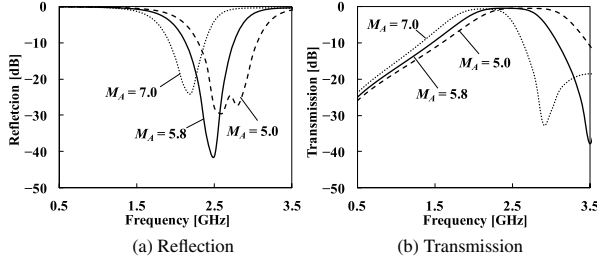 0
−10
−20
−30
−40
−50
Refletcion [dB]
M_A = 7.0
M_A = 5.8
M_A = 5.0
0.5 1.5 2.5 3.5
Frequency [GHz]
(a) Reflection
0
−10
−20
−30
−40
−50
Transmission [dB]
M_A = 7.0
M_A = 5.0
M_A = 5.8
0.5 1.5 2.5 3.5
Frequency [GHz]
(b) Transmission